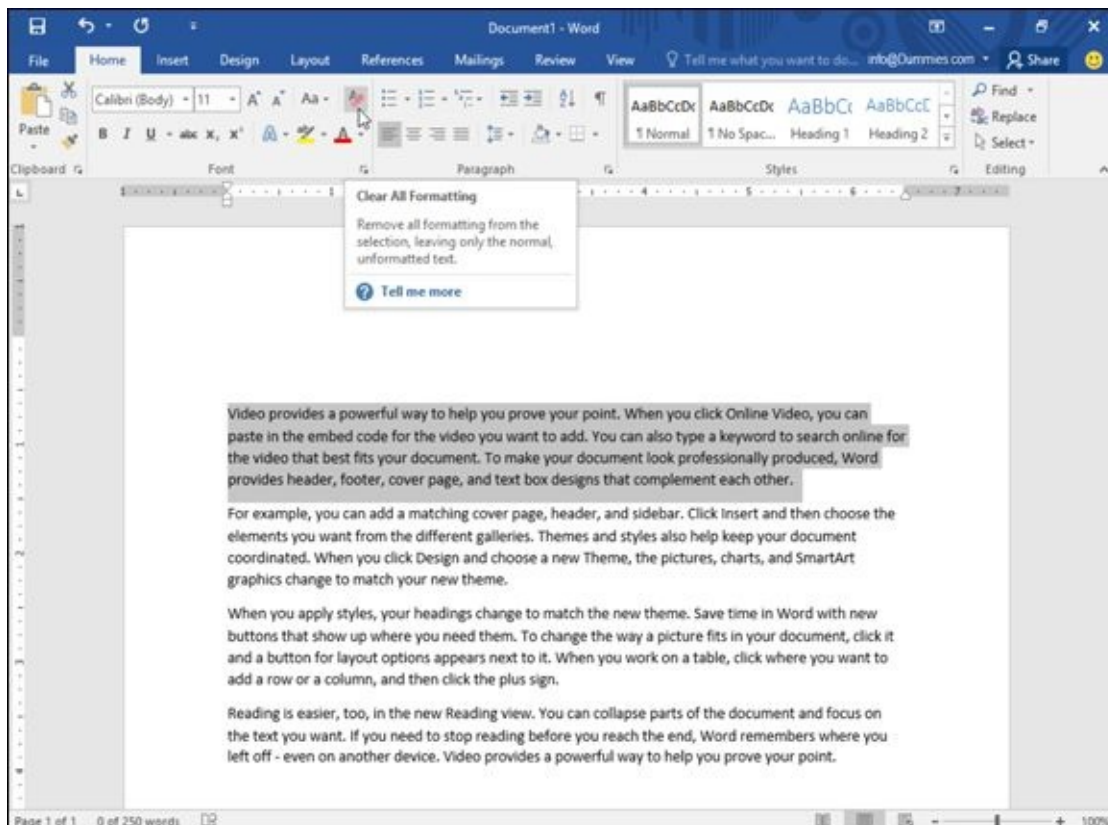 Document1 - Word
File Home Insert Design Layout References Mailings Review View Tell me what you want to do... info@Dummies.com Share
Calibri (Body) 11 A A Aa
AaBbCcDc AaBbCcDc AaBbCc AaBbCcD
Find
Replace
Paste
B I U abc X, X' A A
¶ Normal ¶ No Spac... Heading 1 Heading 2
Select
Clipboard Font Paragraph Styles Editing
1 4 5 6 7
Clear All Formatting
Remove all formatting from the
selection, leaving only the normal,
unformatted text.
Tell me more
Video provides a powerful way to help you prove your point. When you click Online Video, you can
paste in the embed code for the video you want to add. You can also type a keyword to search online for
the video that best fits your document. To make your document look professionally produced, Word
provides header, footer, cover page, and text box designs that complement each other.
For example, you can add a matching cover page, header, and sidebar. Click Insert and then choose the
elements you want from the different galleries. Themes and styles also help keep your document
coordinated. When you click Design and choose a new Theme, the pictures, charts, and SmartArt
graphics change to match your new theme.
When you apply styles, your headings change to match the new theme. Save time in Word with new
buttons that show up where you need them. To change the way a picture fits in your document, click it
and a button for layout options appears next to it. When you work on a table, click where you want to
add a row or a column, and then click the plus sign.
Reading is easier, too, in the new Reading view. You can collapse parts of the document and focus on
the text you want. If you need to stop reading before you reach the end, Word remembers where you
left off - even on another device. Video provides a powerful way to help you prove your point.
Page 1 of 1 0 of 250 words 100%